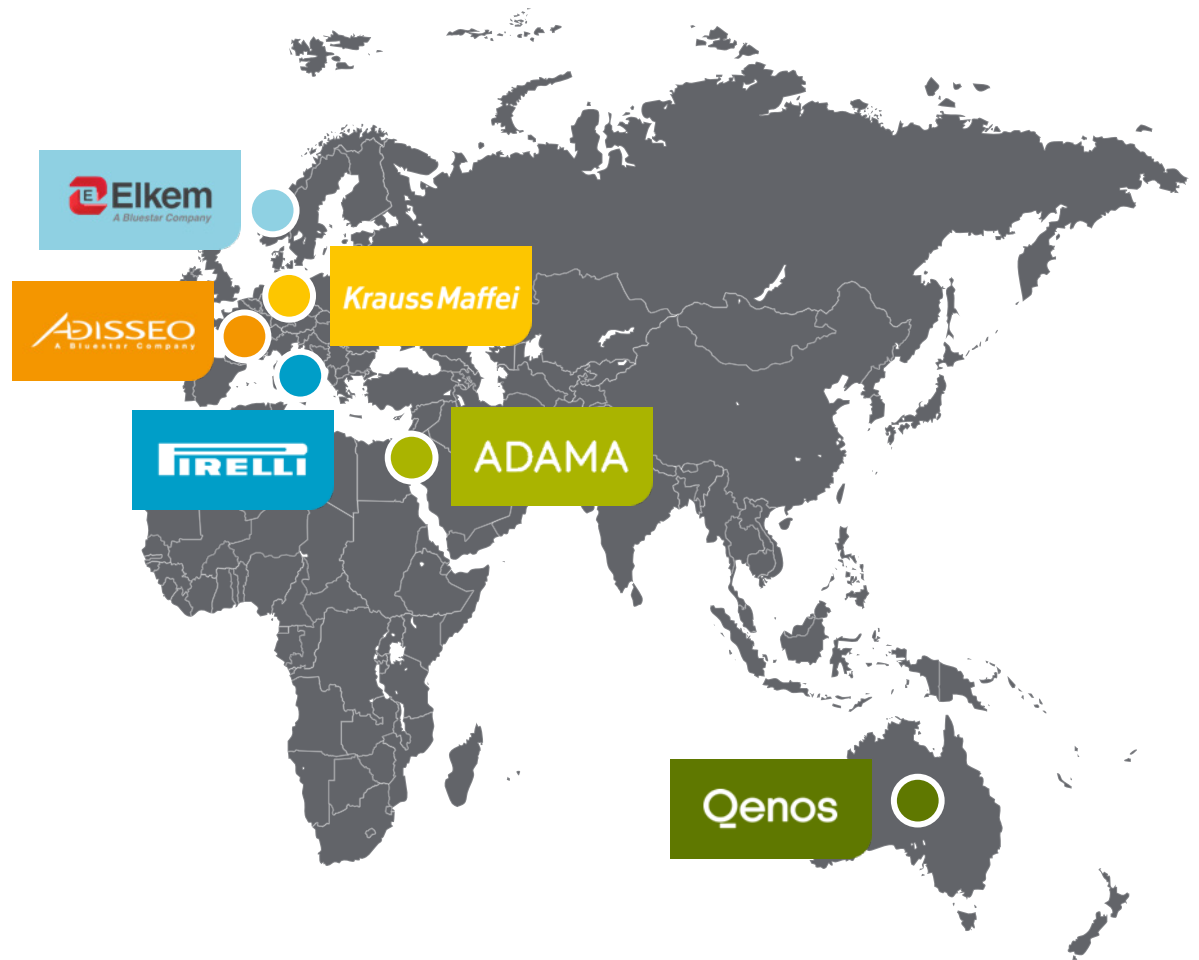 E Elkem
A Bluestar Company
KraussMaffei
ADISSEO
A Bluestar Company
PIRELLI
ADAMA
Qenos